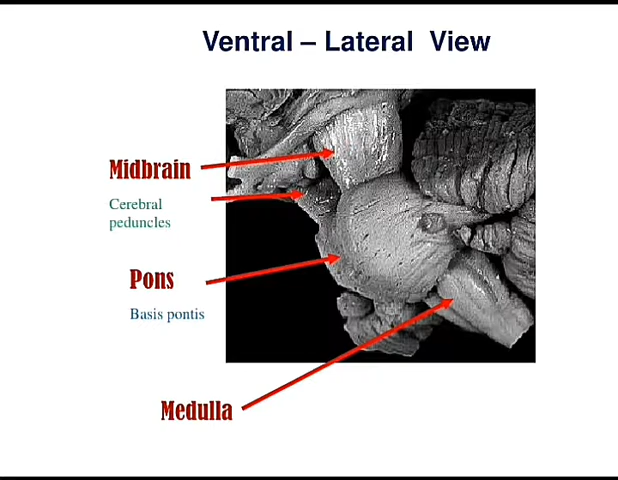 Ventral – Lateral View
Midbrain
Cerebral
peduncles
Pons
Basis pontis
Medulla